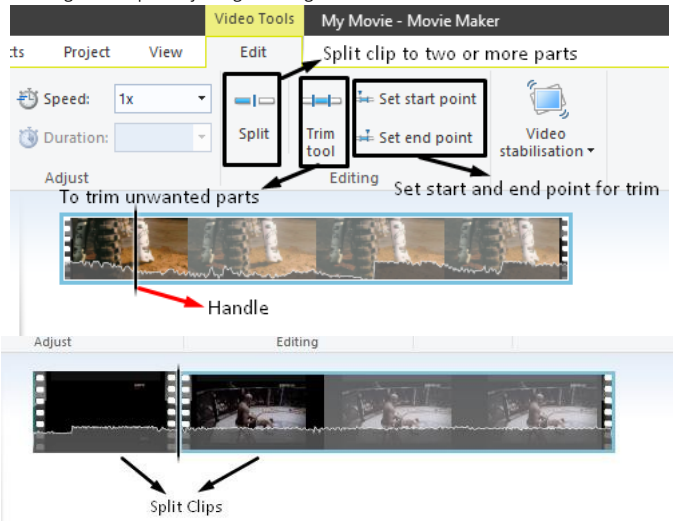 Video Tools
My Movie - Movie Maker
cts
Project
View
Edit
Split clip to two or more parts
Speed:
1x
Duration:
Split
Trim
tool
Set start point
Set end point
Video
stabilisation
Adjust
Editing
To trim unwanted parts
Set start and end point for trim
Handle
Adjust
Editing
Split Clips